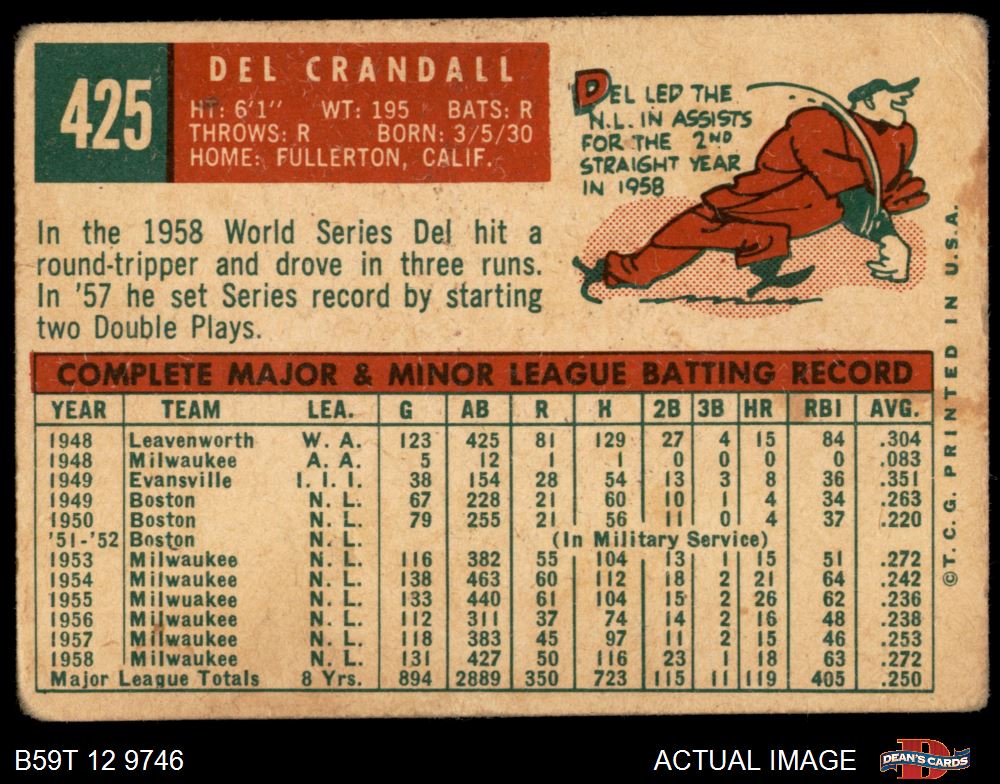 425
DEL CRANDALL
HT: 6'1" WT: 195 BATS: R
THROWS: R BORN: 3/5/30
HOME: FULLERTON, CALIF.
DEL LED THE
N.L. IN ASSISTS
FOR THE 2ND
STRAIGHT YEAR
IN 1958
In the 1958 World Series Del hit a
round-tripper and drove in three runs.
In '57 he set Series record by starting
two Double Plays.
COMPLETE MAJOR & MINOR LEAGUE BATTING RECORD
YEAR TEAM LEA. G AB R H 2B 3B HR RBI AVG.
1948 Leavenworth W. A. 123 425 81 129 27 4 15 84 .304
1948 Milwaukee A. A. 5 12 1 1 0 0 0 0 .083
1949 Evansville I. I. I. 38 154 28 54 13 3 8 36 .351
1949 Boston N. L. 67 228 21 60 10 1 4 34 .263
1950 Boston N. L. 79 255 21 56 11 0 4 37 .220
'51-'52 Boston N. L. (In Military Service)
1953 Milwaukee N. L. 116 382 55 104 13 1 15 51 .272
1954 Milwaukee N. L. 138 463 60 112 18 2 21 64 .242
1955 Milwuakee N. L. 133 440 61 104 15 2 26 62 .236
1956 Milwaukee N. L. 112 311 37 74 14 2 16 48 .238
1957 Milwaukee N. L. 118 383 45 97 11 2 15 46 .253
1958 Milwaukee N. L. 131 427 50 116 23 1 18 63 .272
Major League Totals 8 Yrs. 894 2889 350 723 115 11 119 405 .250
©T. C. G. PRINTED IN U.S.A.
B59T 12 9746
ACTUAL IMAGE
D
DEAN'S CARDS